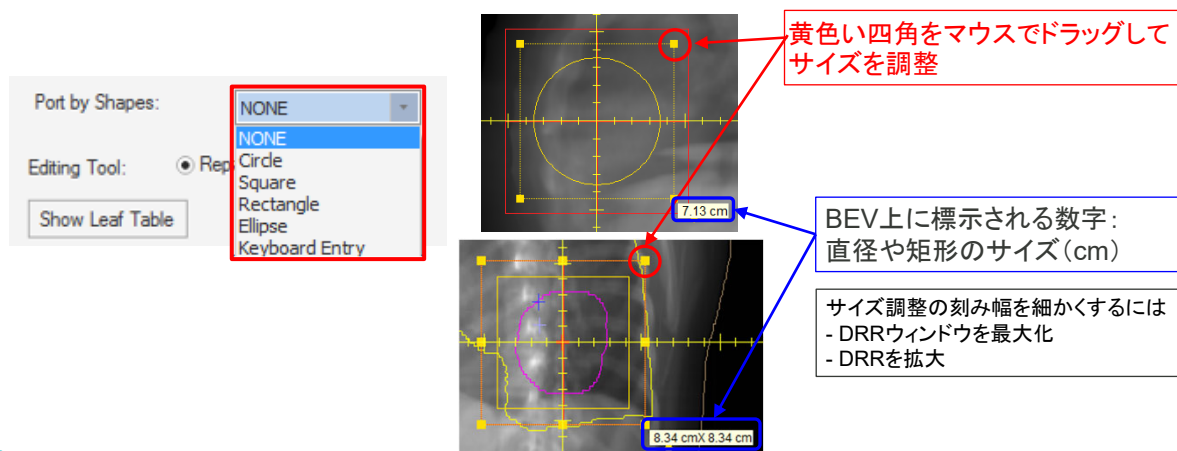 Port by Shapes:
NONE
NONE
Circle
Square
Rectangle
Ellipse
Keyboard Entry
Editing Tool:
Rep
Show Leaf Table
黄色い四角をマウスでドラッグして
サイズを調整
7.13 cm
BEV上に標示される数字：
直径や矩形のサイズ（cm）
サイズ調整の刻み幅を細かくするには
- DRRウィンドウを最大化
- DRRを拡大
8.34 cmX 8.34 cm